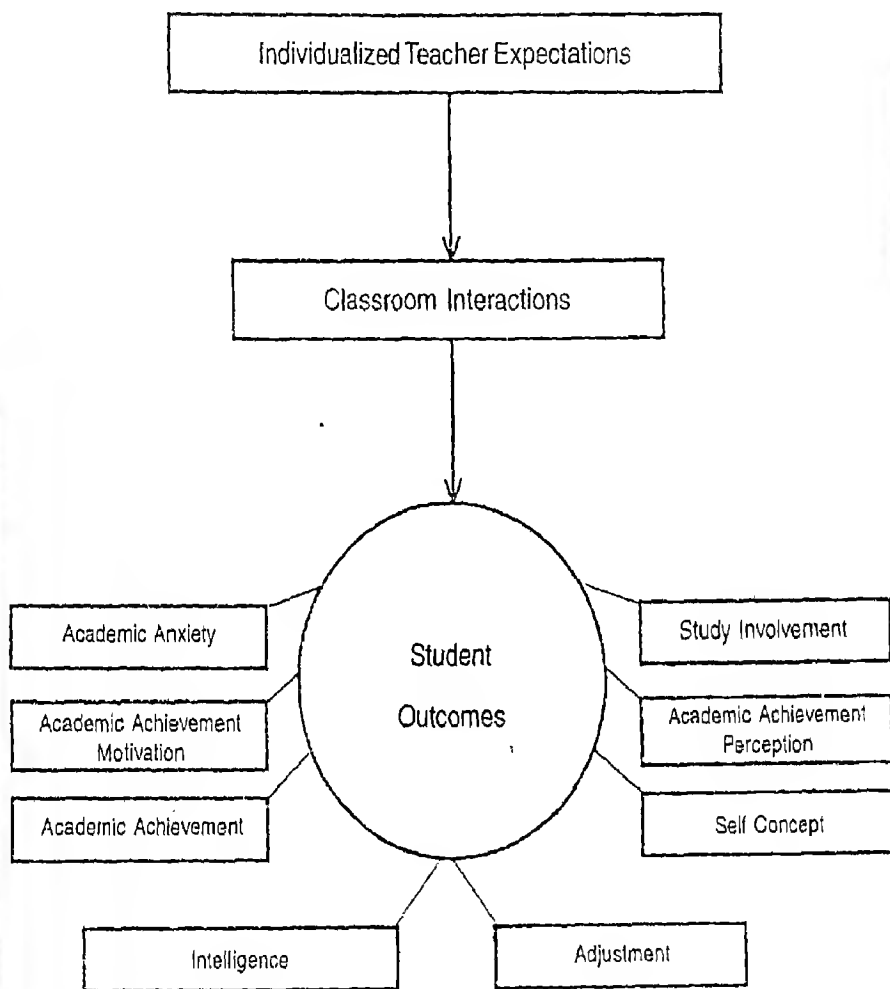 Individualized Teacher Expectations
Classroom Interactions
Student
Outcomes
Academic Anxiety
Academic Achievement
Motivation
Academic Achievement
Study Involvement
Academic Achievement
Perception
Self Concept
Intelligence
Adjustment